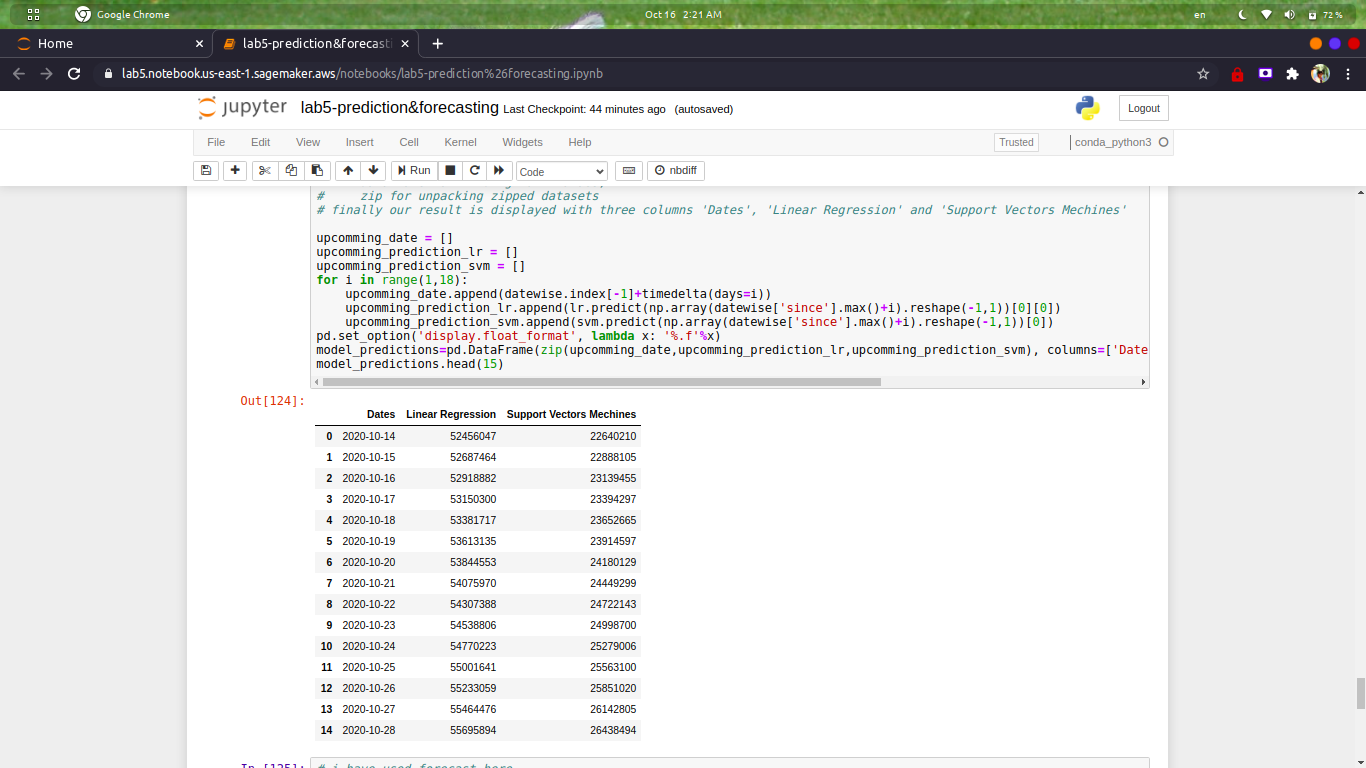 Google Chrome
Oct 16 2:21 AM
en
72 %
Home
lab5-prediction&forecasti
lab5.notebook.us-east-1.sagemaker.aws/notebooks/lab5-prediction%26forecasting.ipynb
jupyter lab5-prediction&forecasting Last Checkpoint: 44 minutes ago (autosaved)
Logout
File Edit View Insert Cell Kernel Widgets Help
Trusted
conda_python3
Run
Code
nbdiff
# zip for unpacking zipped datasets
# finally our result is displayed with three columns 'Dates', 'Linear Regression' and 'Support Vectors Mechines'
upcomming_date = []
upcomming_prediction_lr = []
upcomming_prediction_svm = []
for i in range(1,18):
    upcomming_date.append(datewise.index[-1]+timedelta(days=i))
    upcomming_prediction_lr.append(lr.predict(np.array(datewise['since'].max()+i).reshape(-1,1))[0][0])
    upcomming_prediction_svm.append(svm.predict(np.array(datewise['since'].max()+i).reshape(-1,1))[0])
pd.set_option('display.float_format', lambda x: '%.f'%x)
model_predictions=pd.DataFrame(zip(upcomming_date,upcomming_prediction_lr,upcomming_prediction_svm), columns=['Date
model_predictions.head(15)
Out[124]:
Dates Linear Regression Support Vectors Mechines
0 2020-10-14 52456047 22640210
1 2020-10-15 52687464 22888105
2 2020-10-16 52918882 23139455
3 2020-10-17 53150300 23394297
4 2020-10-18 53381717 23652665
5 2020-10-19 53613135 23914597
6 2020-10-20 53844553 24180129
7 2020-10-21 54075970 24449299
8 2020-10-22 54307388 24722143
9 2020-10-23 54538806 24998700
10 2020-10-24 54770223 25279006
11 2020-10-25 55001641 25563100
12 2020-10-26 55233059 25851020
13 2020-10-27 55464476 26142805
14 2020-10-28 55695894 26438494
In [125]: # i have used forecast here